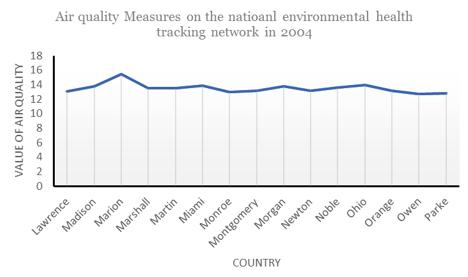 Air quality Measures on the natioanl environmental health
tracking network in 2004
VALUE OF AIR QUALITY
18
16
14
12
10
8
6
4
2
0
Lawrence
Madison
Marion
Marshall
Martin
Miami
Monroe
Montgomery
Morgan
Newton
Noble
Ohio
Orange
Owen
Parke
COUNTRY